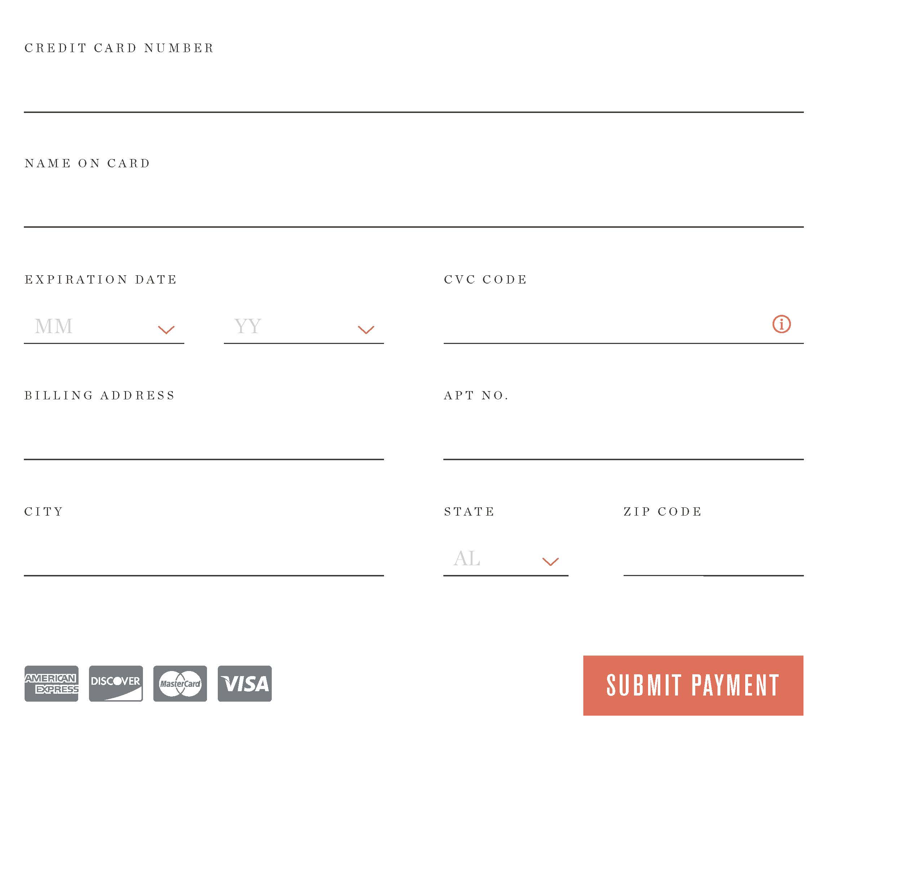 CREDIT CARD NUMBER
NAME ON CARD
EXPIRATION DATE
CVC CODE
MM
YY
i
BILLING ADDRESS
APT NO.
CITY
STATE
ZIP CODE
AL
AMERICAN
EXPRESS
DISCOVER
MasterCard
VISA
SUBMIT PAYMENT